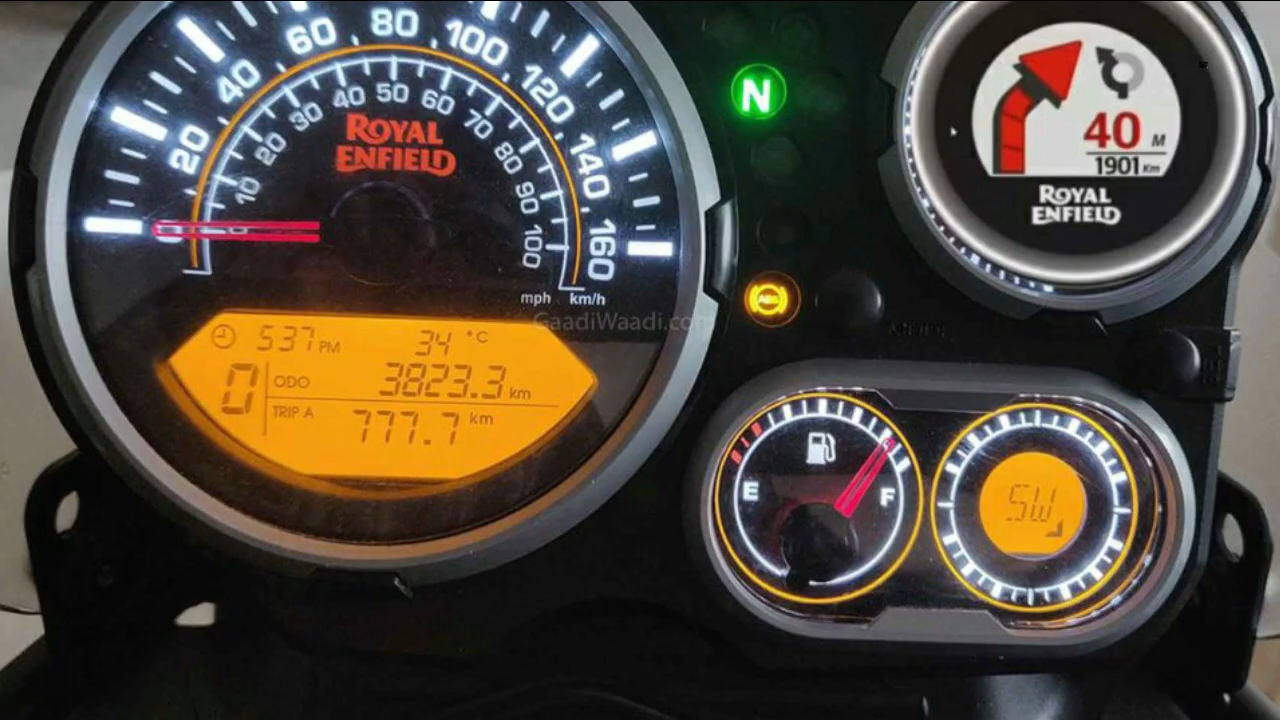 20 40 60 80 100 120 140 160
0 10 20 30 40 50 60 70 80 90 100
ROYAL
ENFIELD
mph km/h
GaadiWaadi.com
5:37 PM 34 °C
0
ODO 3823.3 km
TRIP A 777.7 km
N
ABS
40 M
1901 Km
ROYAL
ENFIELD
E F
SW